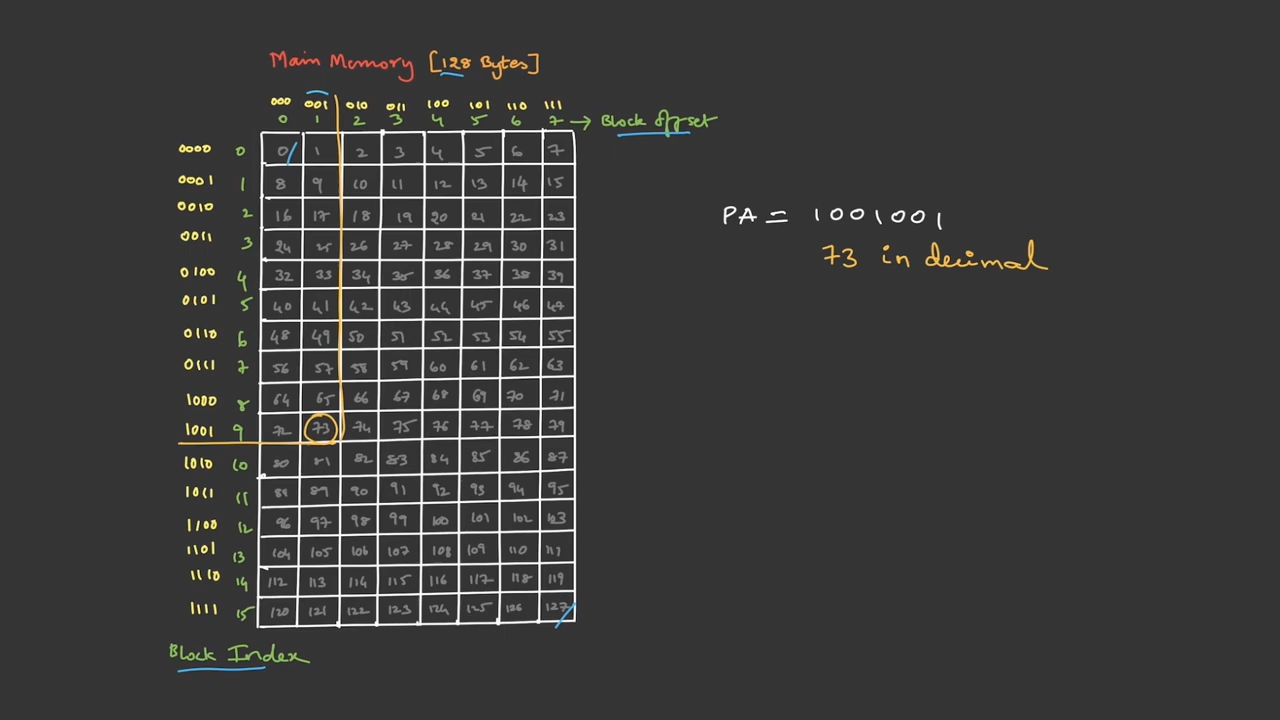 Main Memory [128 Bytes]
000 001 010 011 100 101 110 111
0 1 2 3 4 5 6 7 → Block Offset
0000 0 0 1 2 3 4 5 6 7
0001 1 8 9 10 11 12 13 14 15
0010 2 16 17 18 19 20 21 22 23
0011 3 24 25 26 27 28 29 30 31
0100 4 32 33 34 35 36 37 38 39
0101 5 40 41 42 43 44 45 46 47
0110 6 48 49 50 51 52 53 54 55
0111 7 56 57 58 59 60 61 62 63
1000 8 64 65 66 67 68 69 70 71
1001 9 72 73 74 75 76 77 78 79
1010 10 80 81 82 83 84 85 86 87
1011 11 88 89 90 91 92 93 94 95
1100 12 96 97 98 99 100 101 102 103
1101 13 104 105 106 107 108 109 110 111
1110 14 112 113 114 115 116 117 118 119
1111 15 120 121 122 123 124 125 126 127
Block Index
PA = 1001001
73 in decimal